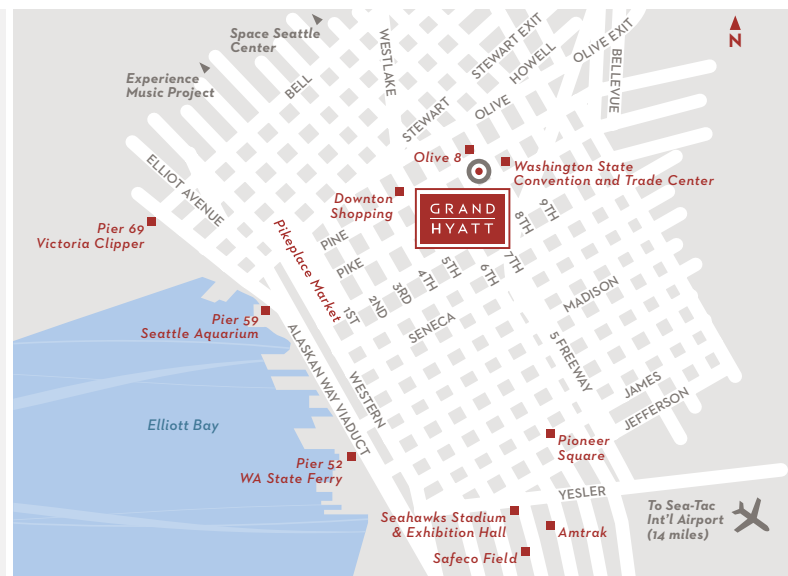 Space Seattle
Center
Experience
Music Project
BELL
WESTLAKE
STEWART EXIT
HOWELL
OLIVE EXIT
BELLEVUE
N
STEWART
OLIVE
ELLIOT AVENUE
Olive 8
Washington State
Convention and Trade Center
Downton
Shopping
GRAND
HYATT
Pier 69
Victoria Clipper
Pikeplace Market
PINE
PIKE
1ST
2ND
3RD
4TH
5TH
6TH
7TH
8TH
9TH
SENECA
MADISON
Pier 59
Seattle Aquarium
ALASKAN WAY VIADUCT
WESTERN
5 FREEWAY
JAMES
JEFFERSON
Elliott Bay
Pioneer
Square
Pier 52
WA State Ferry
YESLER
Seahawks Stadium
& Exhibition Hall
Amtrak
Safeco Field
To Sea-Tac
Int'l Airport
(14 miles)